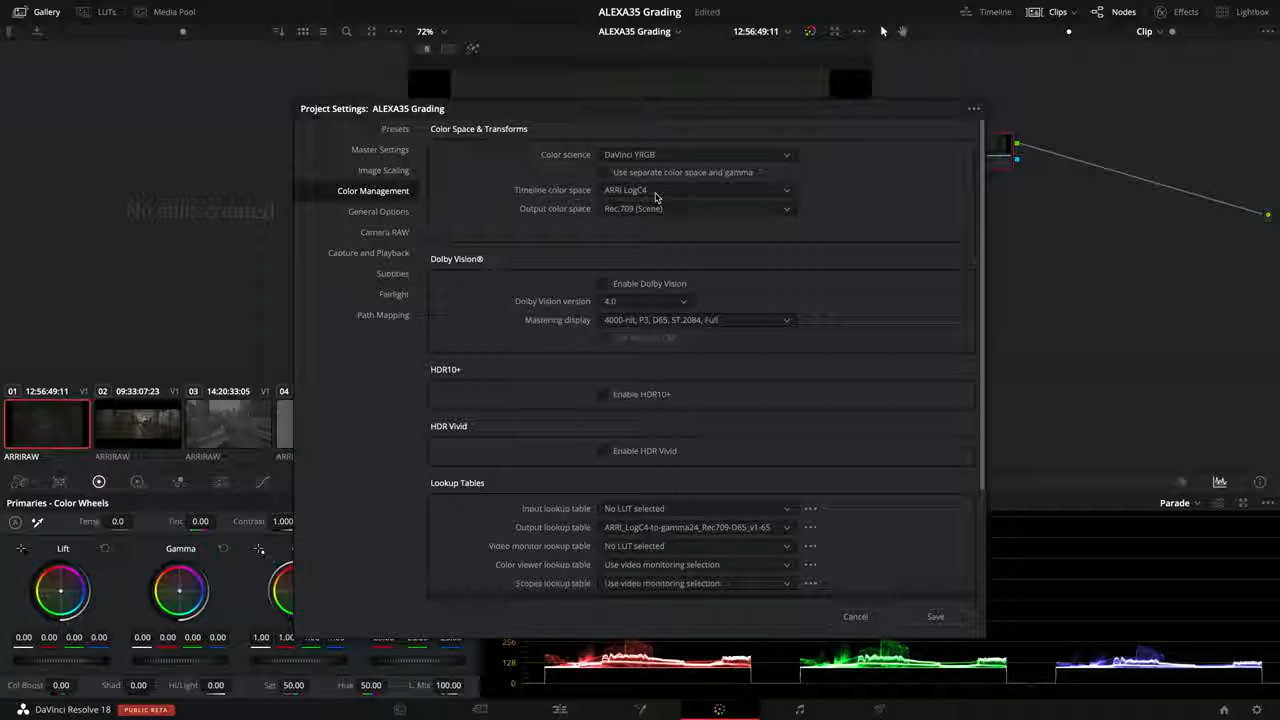 Gallery LUTs Media Pool ALEXA35 Grading Edited Timeline Clips Nodes Effects Lightbox
72% ALEXA35 Grading 12:56:49:11 Clip
Project Settings: ALEXA35 Grading
Presets
Master Settings
Image Scaling
Color Management
General Options
Camera RAW
Capture and Playback
Subtitles
Fairlight
Path Mapping
Color Space & Transforms
Color science DaVinci YRGB
Use separate color space and gamma
Timeline color space ARRI LogC4
Output color space Rec.709 (Scene)
Dolby Vision®
Enable Dolby Vision
Dolby Vision version 4.0
Mastering display 4000-nit, P3, D65, ST.2084, Full
HDR10+
Enable HDR10+
HDR Vivid
Enable HDR Vivid
Lookup Tables
Input lookup table No LUT selected
Output lookup table ARRI_LogC4-to-gamma24_Rec709-D65_v1-65
Video monitor lookup table No LUT selected
Color viewer lookup table Use video monitoring selection
Scopes lookup table Use video monitoring selection
Cancel Save
01 12:56:49:11 V1 02 09:33:07:23 V1 03 14:20:33:05 V1 04
ARRIRAW ARRIRAW ARRIRAW
Primaries - Color Wheels
Temp 0.0 Tint 0.00 Contrast 1.000
Lift Gamma
0.00 0.00 0.00 0.00 0.00 0.00 0.00 0.00 1.00
Col Boost 0.00 Shad 0.00 Hi/Light 0.00 Sat 50.00 Hue 50.00 L. Mix 100.00
Parade
256
128
0
DaVinci Resolve 18 PUBLIC BETA